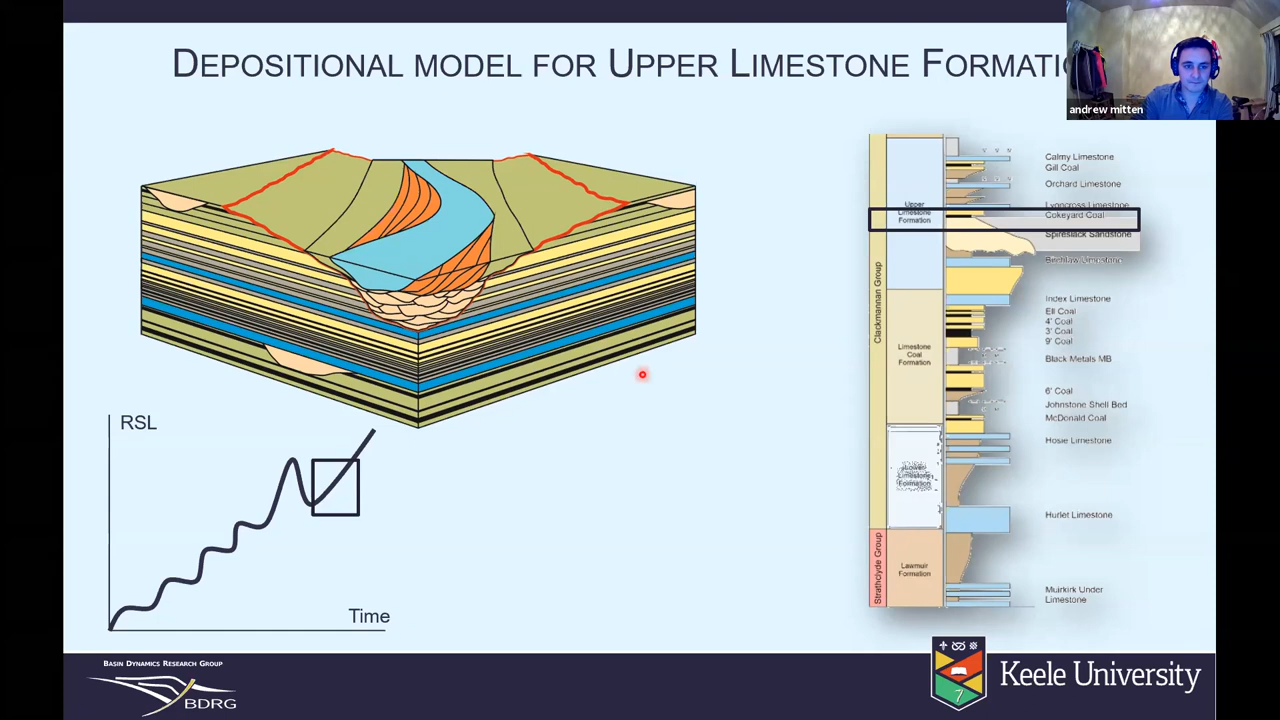 DEPOSITIONAL MODEL FOR UPPER LIMESTONE FORMATIO
andrew mitten
Calmy Limestone
Gill Coal
Orchard Limestone
Lyoncross Limestone
Cokeyard Coal
Spireslack Sandstone
Birchlaw Limestone
Index Limestone
Ell Coal
4' Coal
3' Coal
9' Coal
Black Metals MB
6' Coal
Johnstone Shell Bed
McDonald Coal
Hosie Limestone
Hurlet Limestone
Muirkirk Under
Limestone
Upper
Limestone
Formation
Limestone
Coal
Formation
Lower
Limestone
Formation
Lawmuir
Formation
Clackmannan Group
Strathclyde Group
RSL
Time
BASIN DYNAMICS RESEARCH GROUP
BDRG
Keele University